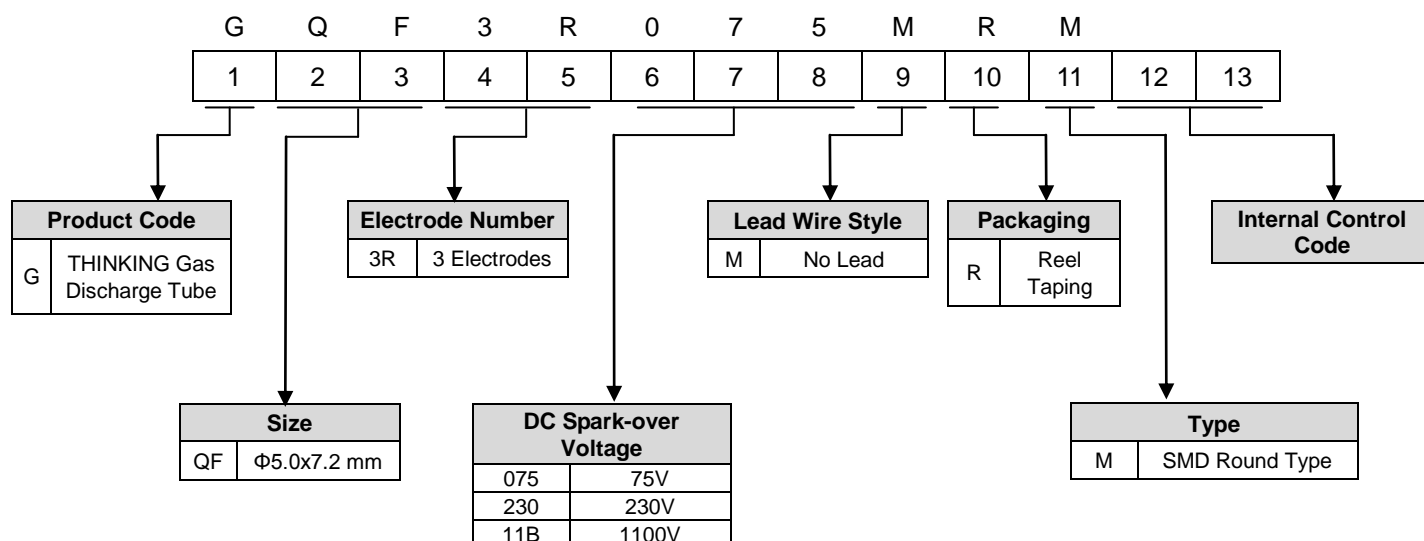 G Q F 3 R 0 7 5 M R M
1 2 3 4 5 6 7 8 9 10 11 12 13
Product Code
G THINKING Gas
Discharge Tube
Electrode Number
3R 3 Electrodes
Lead Wire Style
M No Lead
Packaging
R Reel
Taping
Internal Control
Code
Size
QF Φ5.0x7.2 mm
DC Spark-over
Voltage
075 75V
230 230V
11B 1100V
Type
M SMD Round Type